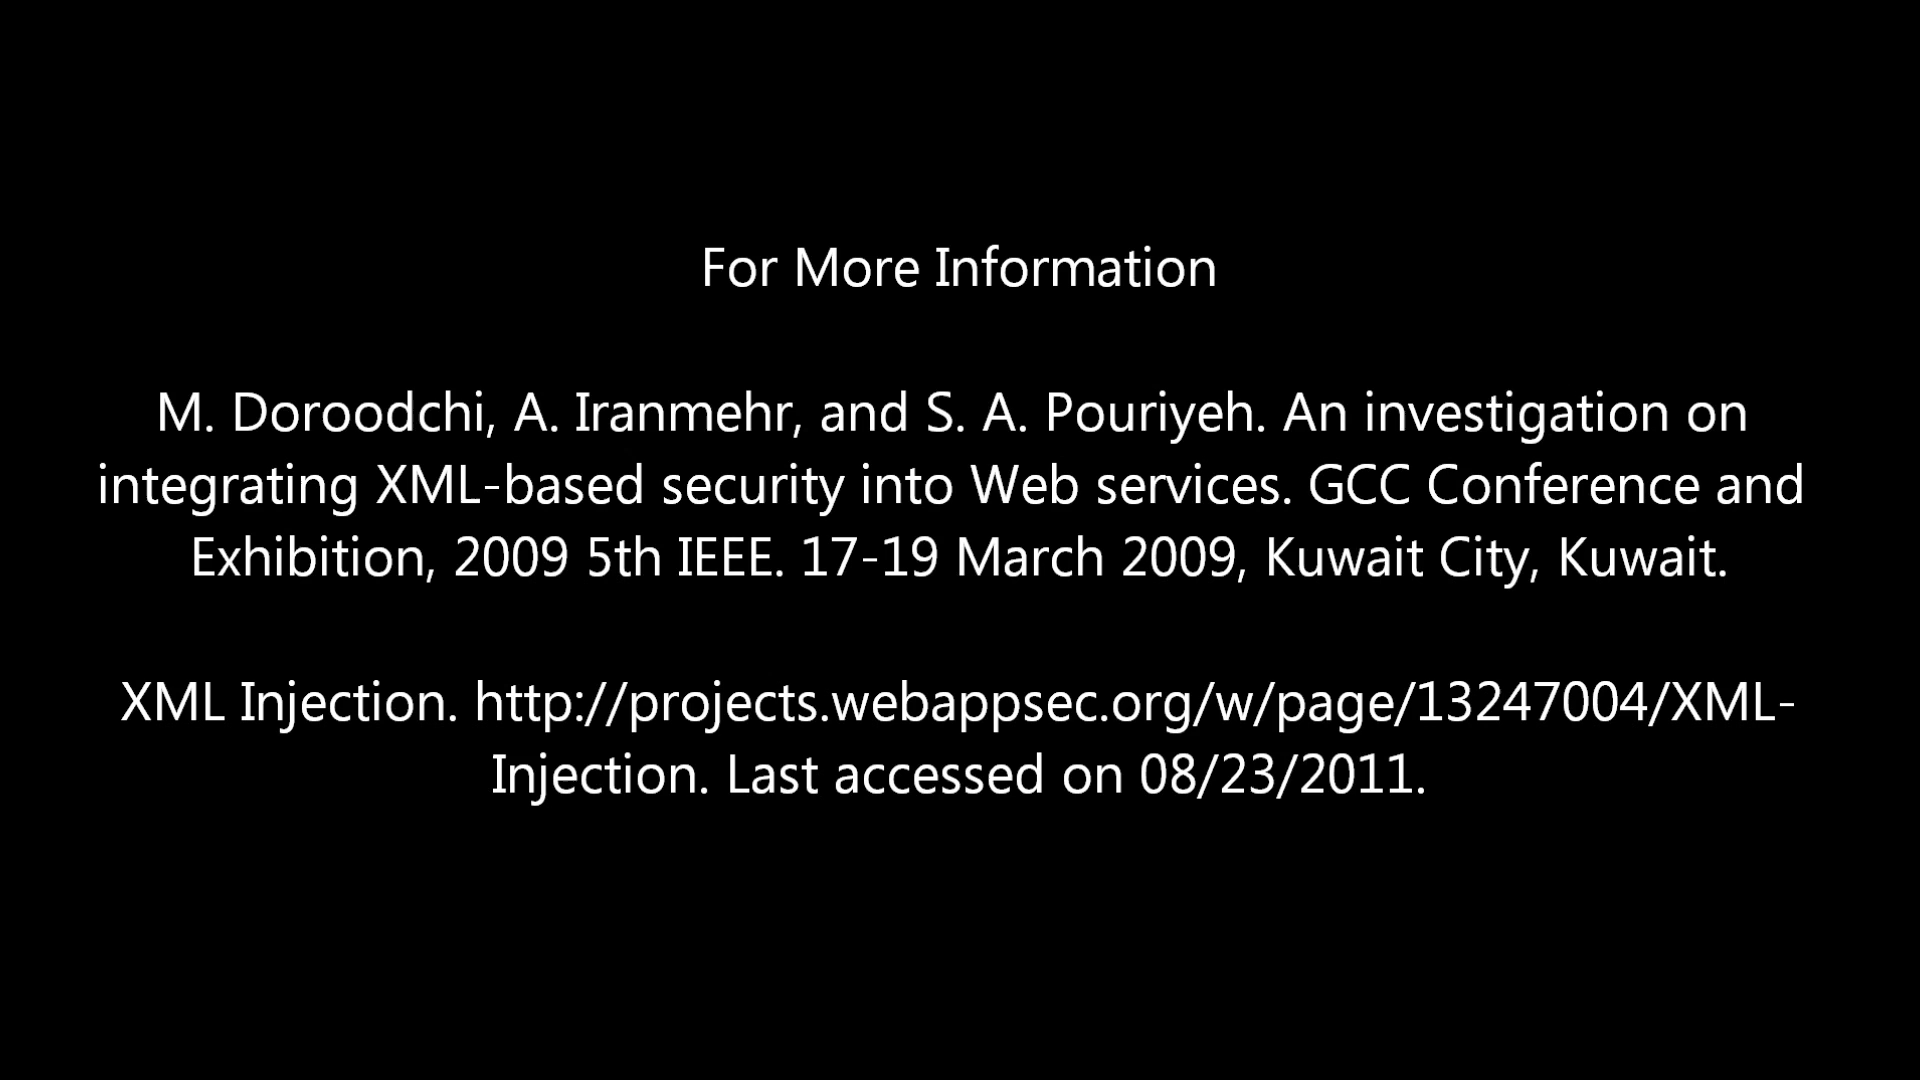 For More Information
M. Doroodchi, A. Iranmehr, and S. A. Pouriyeh. An investigation on
integrating XML-based security into Web services. GCC Conference and
Exhibition, 2009 5th IEEE. 17-19 March 2009, Kuwait City, Kuwait.
XML Injection. http://projects.webappsec.org/w/page/13247004/XML-
Injection. Last accessed on 08/23/2011.